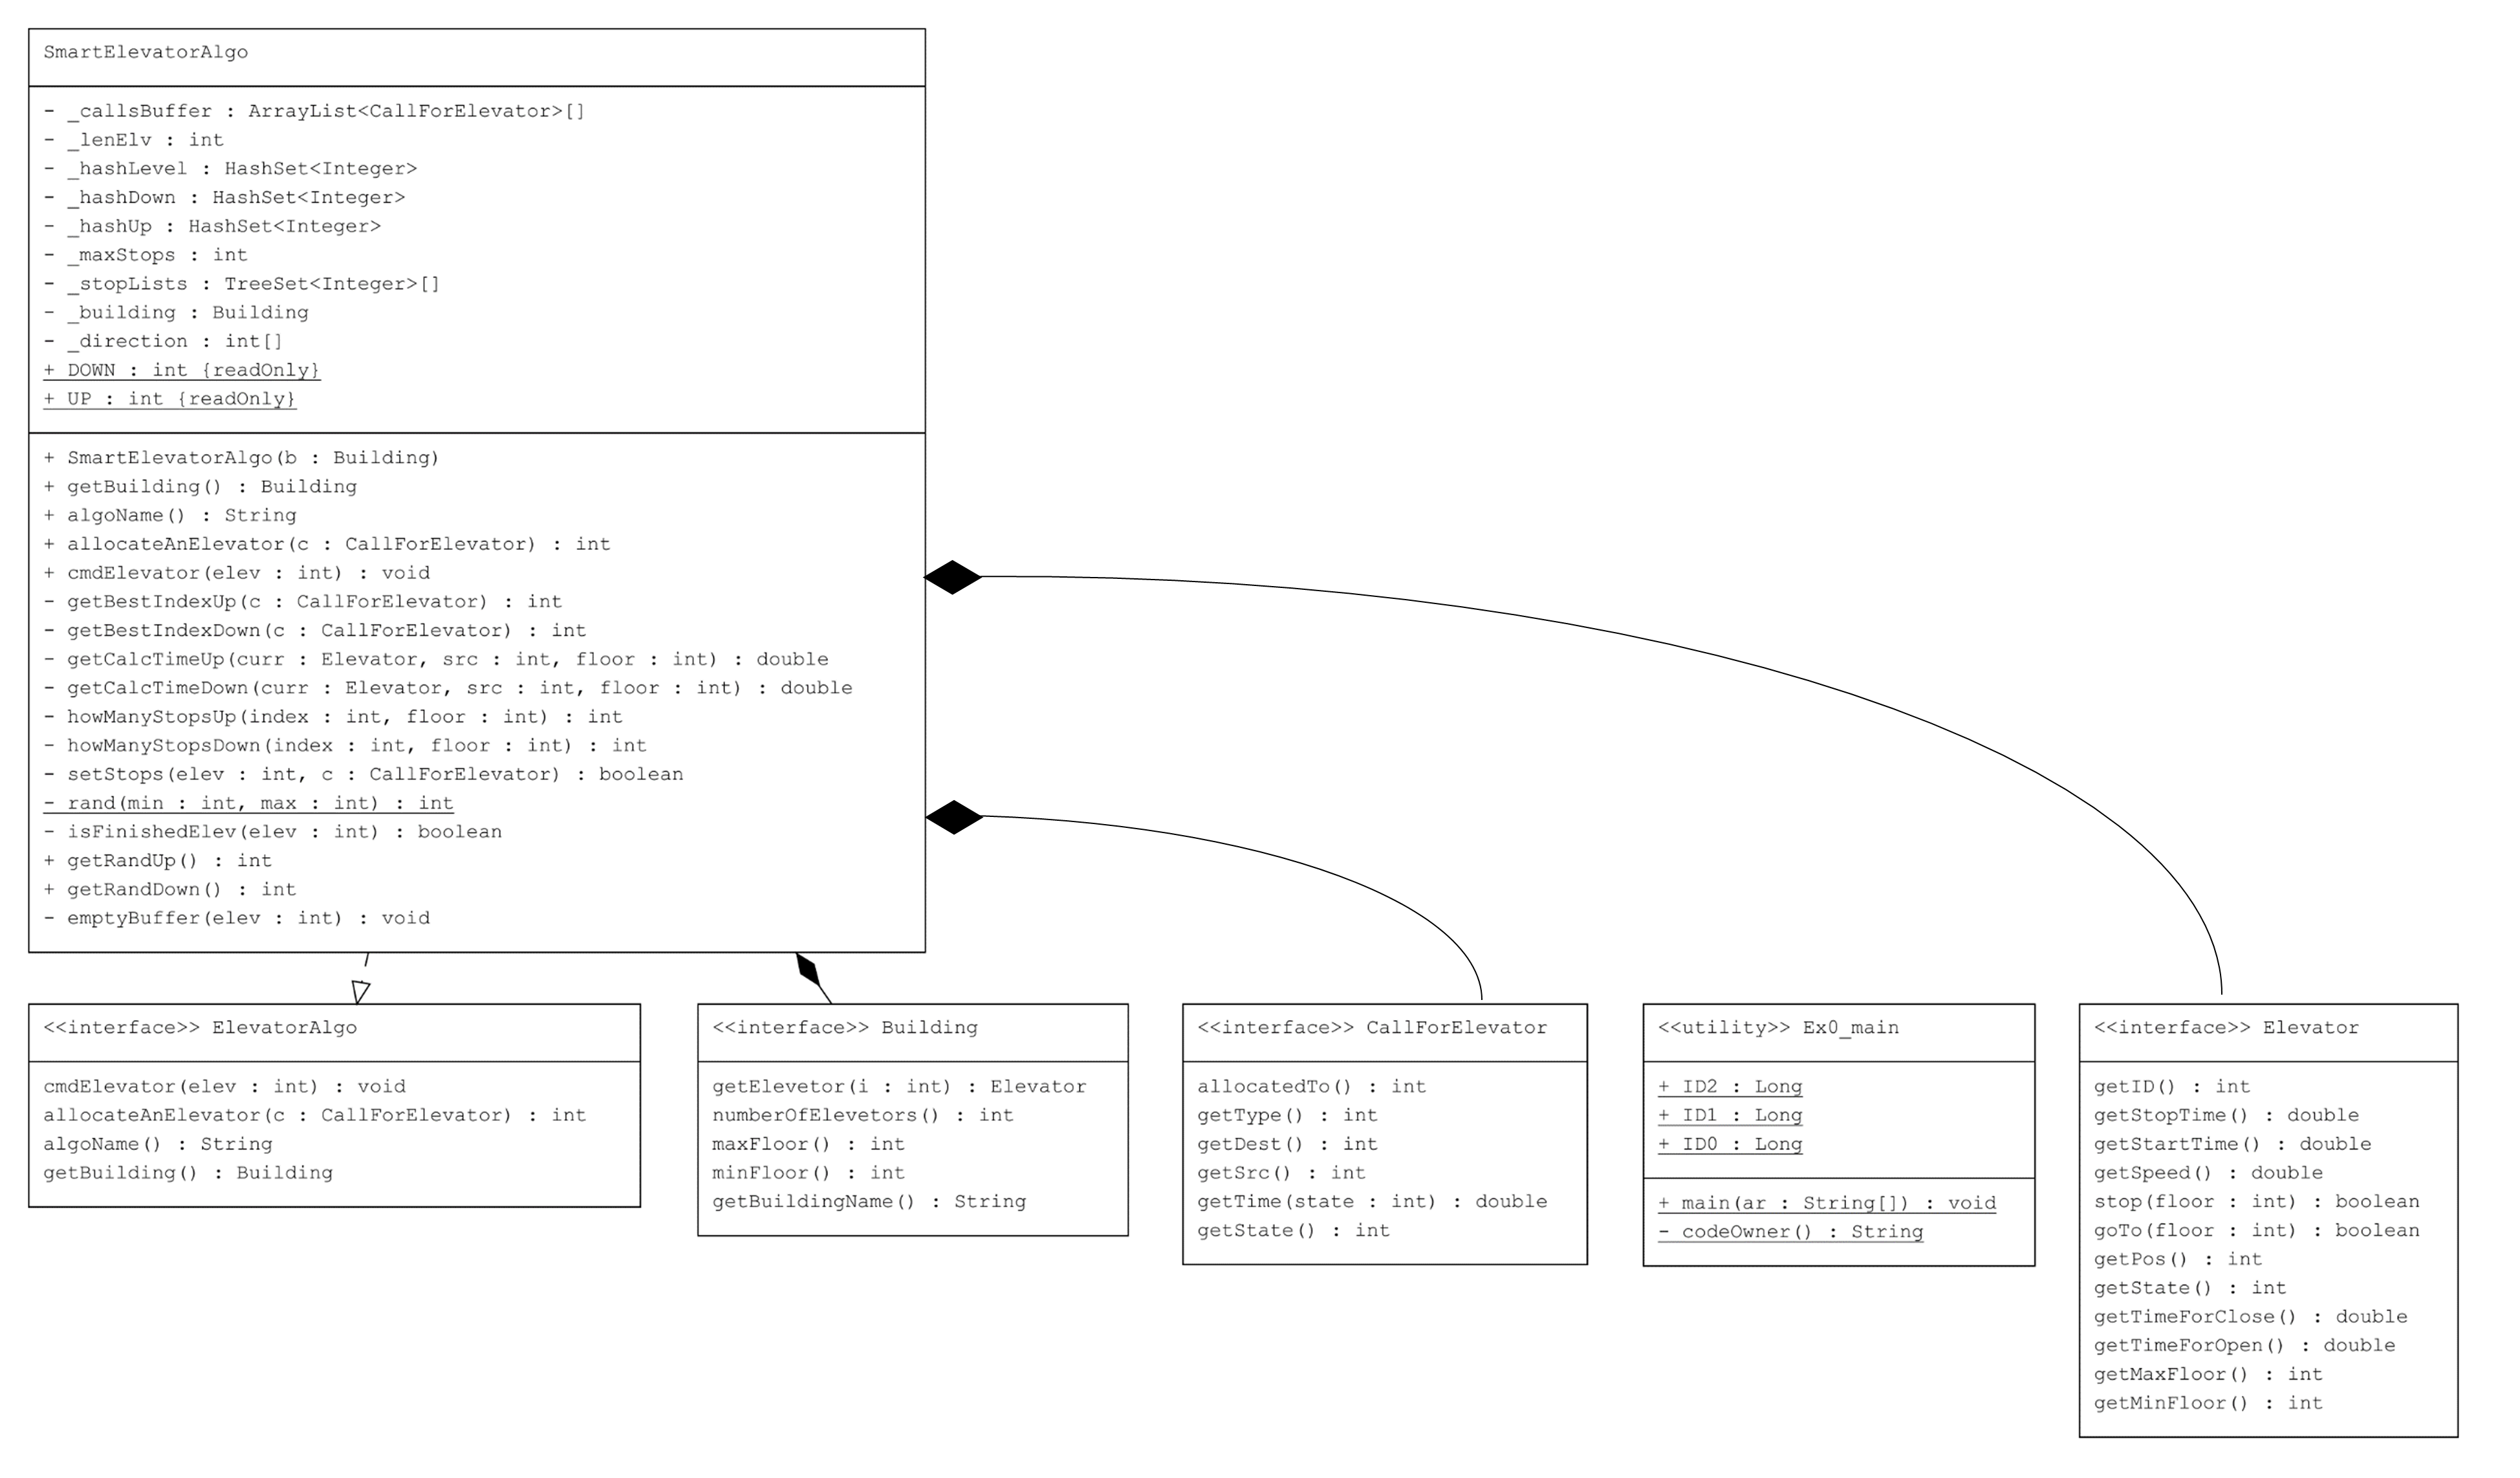 SmartElevatorAlgo
- _callsBuffer : ArrayList<CallForElevator>[]
- _lenElv : int
- _hashLevel : HashSet<Integer>
- _hashDown : HashSet<Integer>
- _hashUp : HashSet<Integer>
- _maxStops : int
- _stopLists : TreeSet<Integer>[]
- _building : Building
- _direction : int[]
+ DOWN : int {readOnly}
+ UP : int {readOnly}
+ SmartElevatorAlgo(b : Building)
+ getBuilding() : Building
+ algoName() : String
+ allocateAnElevator(c : CallForElevator) : int
+ cmdElevator(elev : int) : void
- getBestIndexUp(c : CallForElevator) : int
- getBestIndexDown(c : CallForElevator) : int
- getCalcTimeUp(curr : Elevator, src : int, floor : int) : double
- getCalcTimeDown(curr : Elevator, src : int, floor : int) : double
- howManyStopsUp(index : int, floor : int) : int
- howManyStopsDown(index : int, floor : int) : int
- setStops(elev : int, c : CallForElevator) : boolean
- rand(min : int, max : int) : int
- isFinishedElev(elev : int) : boolean
+ getRandUp() : int
+ getRandDown() : int
- emptyBuffer(elev : int) : void
<<interface>> ElevatorAlgo
cmdElevator(elev : int) : void
allocateAnElevator(c : CallForElevator) : int
algoName() : String
getBuilding() : Building
<<interface>> Building
getElevetor(i : int) : Elevator
numberOfElevetors() : int
maxFloor() : int
minFloor() : int
getBuildingName() : String
<<interface>> CallForElevator
allocatedTo() : int
getType() : int
getDest() : int
getSrc() : int
getTime(state : int) : double
getState() : int
<<utility>> Ex0_main
+ ID2 : Long
+ ID1 : Long
+ ID0 : Long
+ main(ar : String[]) : void
- codeOwner() : String
<<interface>> Elevator
getID() : int
getStopTime() : double
getStartTime() : double
getSpeed() : double
stop(floor : int) : boolean
goTo(floor : int) : boolean
getPos() : int
getState() : int
getTimeForClose() : double
getTimeForOpen() : double
getMaxFloor() : int
getMinFloor() : int